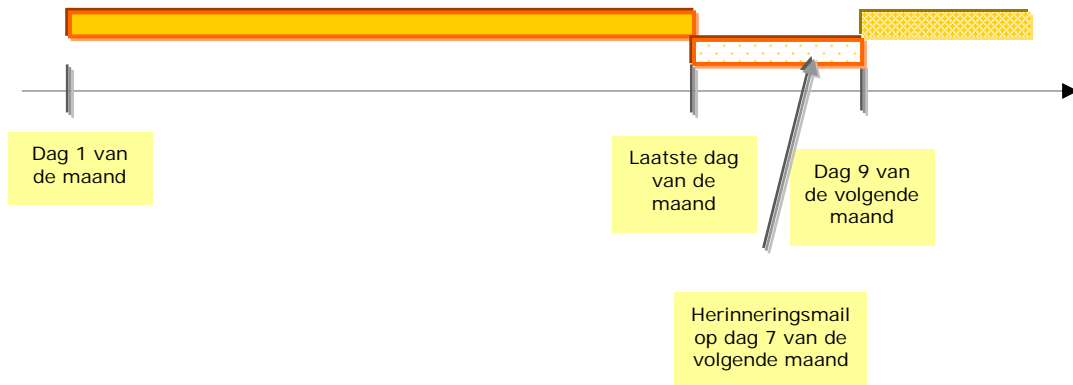 Dag 1 van
de maand
Laatste dag
van de
maand
Dag 9 van
de volgende
maand
Herinneringsmail
op dag 7 van de
volgende maand